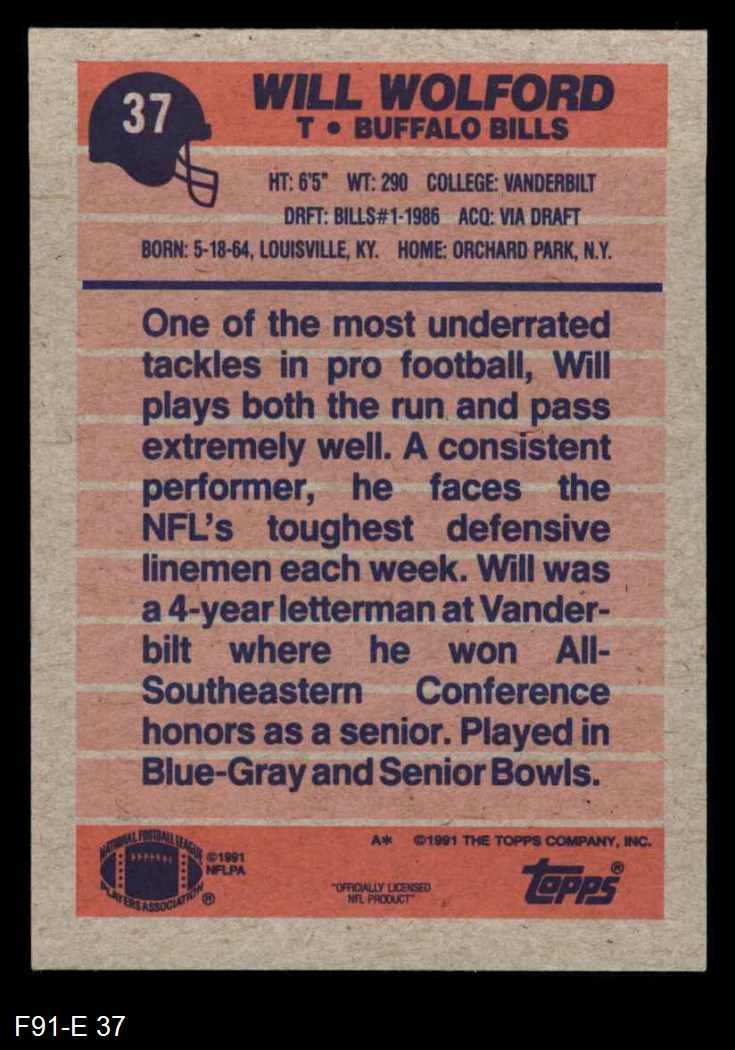 37
WILL WOLFORD
T • BUFFALO BILLS
HT: 6'5" WT: 290 COLLEGE: VANDERBILT
DRFT: BILLS#1-1986 ACQ: VIA DRAFT
BORN: 5-18-64, LOUISVILLE, KY. HOME: ORCHARD PARK, N.Y.
One of the most underrated
tackles in pro football, Will
plays both the run and pass
extremely well. A consistent
performer, he faces the
NFL's toughest defensive
linemen each week. Will was
a 4-year letterman at Vander-
bilt where he won All-
Southeastern Conference
honors as a senior. Played in
Blue-Gray and Senior Bowls.
A* ©1991 THE TOPPS COMPANY, INC.
NATIONAL FOOTBALL LEAGUE
PLAYERS ASSOCIATION ®
©1991
NFLPA
"OFFICIALLY LICENSED
NFL PRODUCT"
topps®
F91-E 37